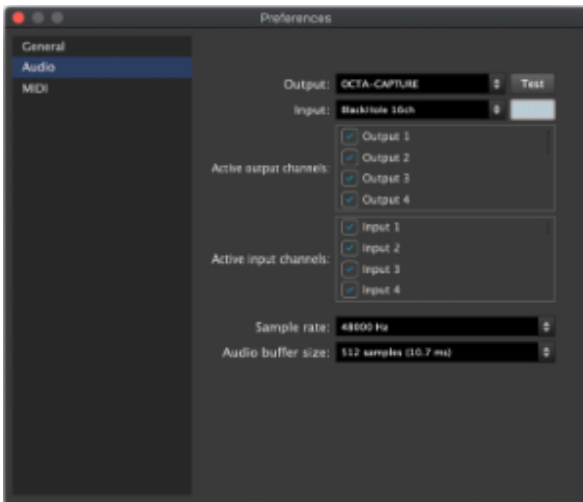 Preferences
General
Audio
MIDI
Output: OCTA-CAPTURE Test
Input: BlackHole 16ch
Active output channels:
Output 1
Output 2
Output 3
Output 4
Active input channels:
Input 1
Input 2
Input 3
Input 4
Sample rate: 48000 Hz
Audio buffer size: 512 samples (10.7 ms)